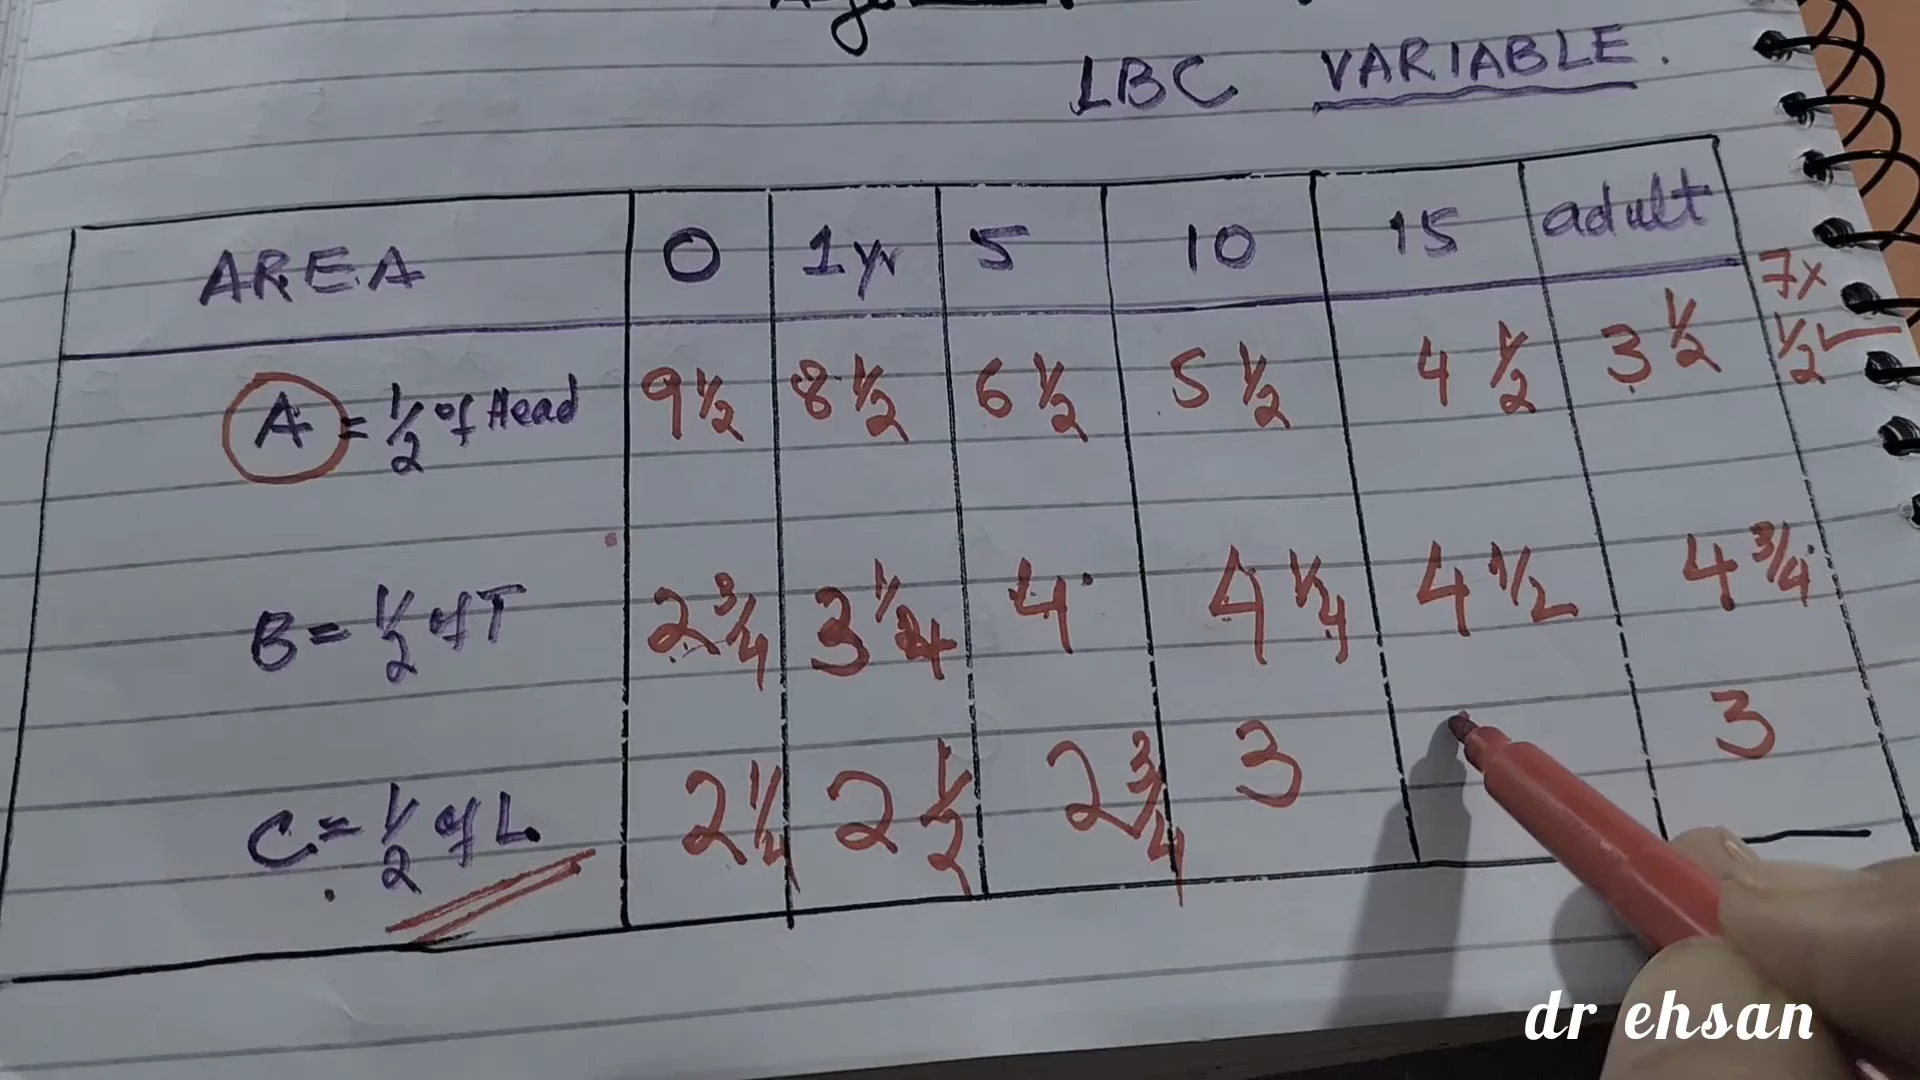 LBC VARIABLE.
AREA 0 1yr 5 10 15 adult
7x
A = 1/2 of Head 9 1/2 8 1/2 6 1/2 5 1/2 4 1/2 3 1/2 1/2
B = 1/2 of T 2 3/4 3 1/4 4 4 1/4 4 1/2 4 3/4
C = 1/2 of L 2 1/4 2 1/2 2 3/4 3 3
dr ehsan